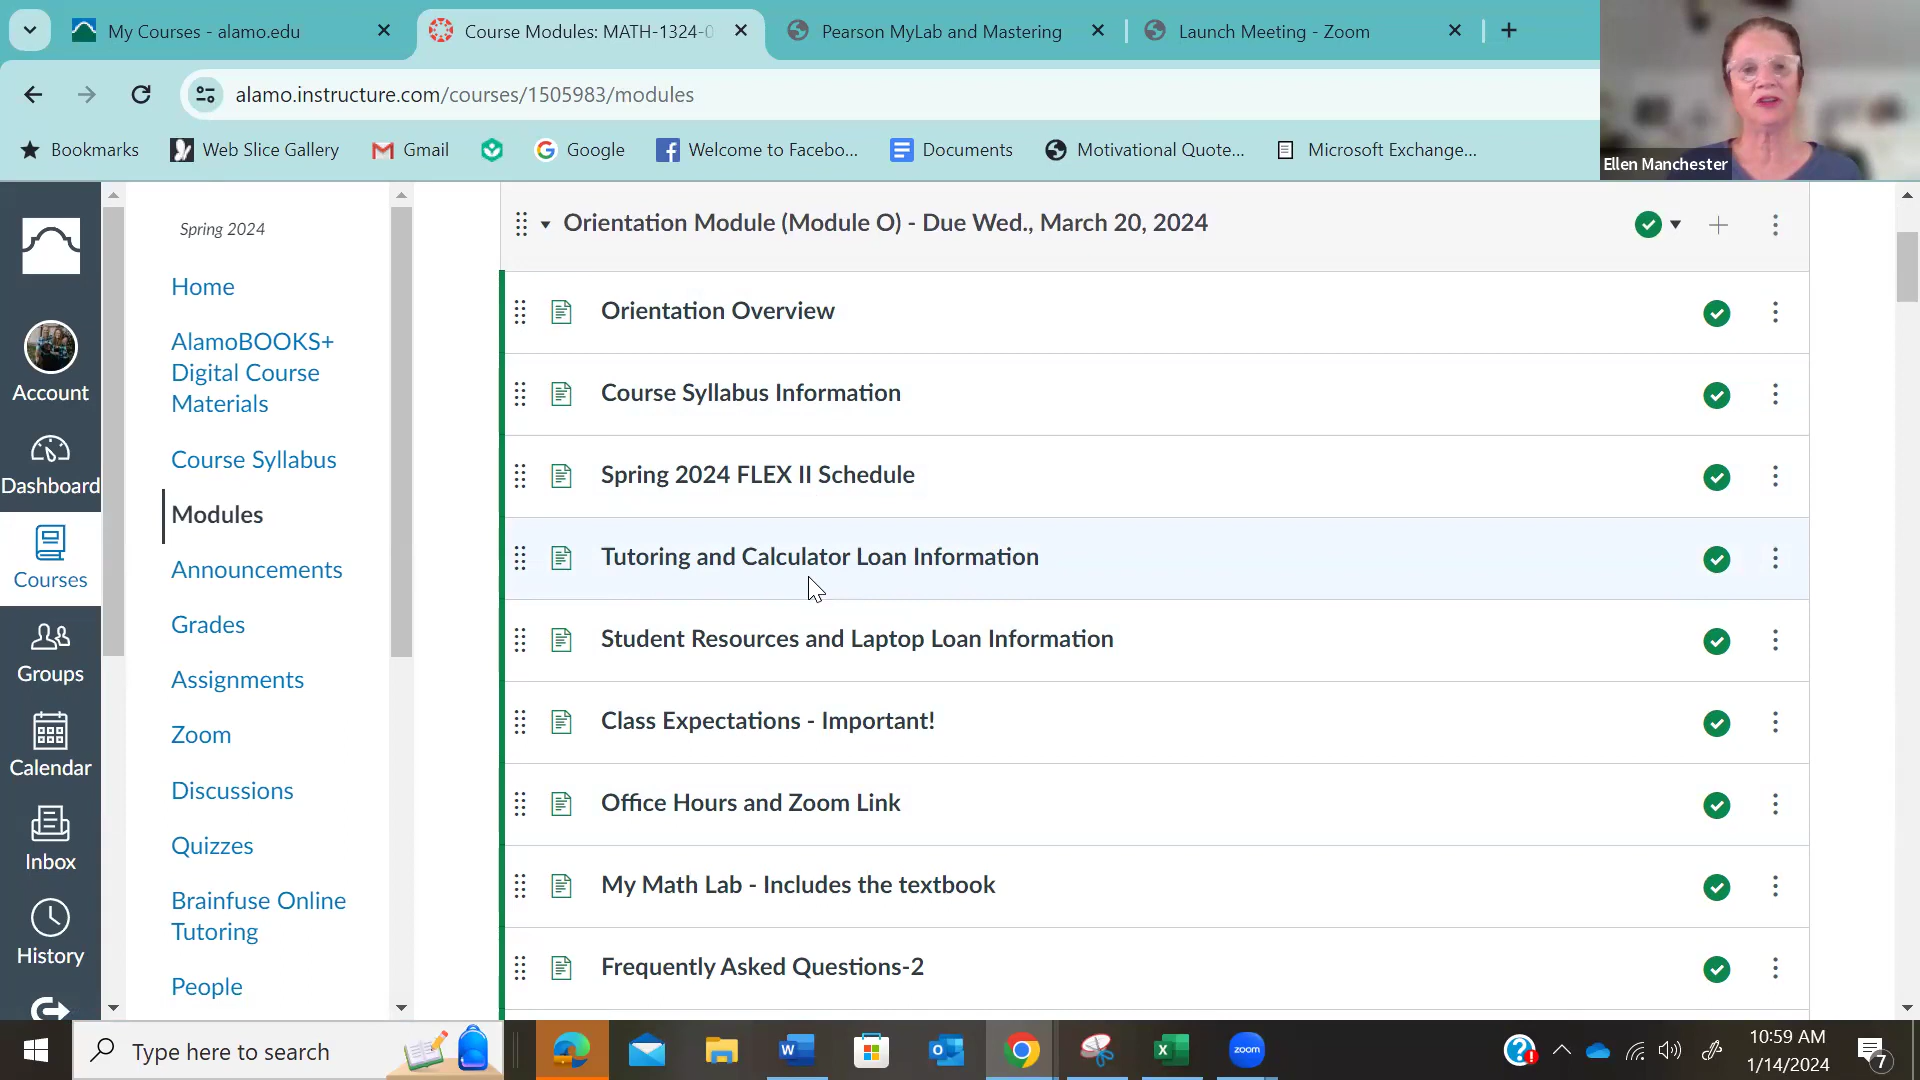 My Courses - alamo.edu
Course Modules: MATH-1324-0
Pearson MyLab and Mastering
Launch Meeting - Zoom
alamo.instructure.com/courses/1505983/modules
Bookmarks
Web Slice Gallery
Gmail
Google
Welcome to Facebo...
Documents
Motivational Quote...
Microsoft Exchange...
Ellen Manchester
Account
Dashboard
Courses
Groups
Calendar
Inbox
History
Spring 2024
Home
AlamoBOOKS+
Digital Course
Materials
Course Syllabus
Modules
Announcements
Grades
Assignments
Zoom
Discussions
Quizzes
Brainfuse Online
Tutoring
People
Orientation Module (Module O) - Due Wed., March 20, 2024
Orientation Overview
Course Syllabus Information
Spring 2024 FLEX II Schedule
Tutoring and Calculator Loan Information
Student Resources and Laptop Loan Information
Class Expectations - Important!
Office Hours and Zoom Link
My Math Lab - Includes the textbook
Frequently Asked Questions-2
Type here to search
zoom
10:59 AM
1/14/2024
7